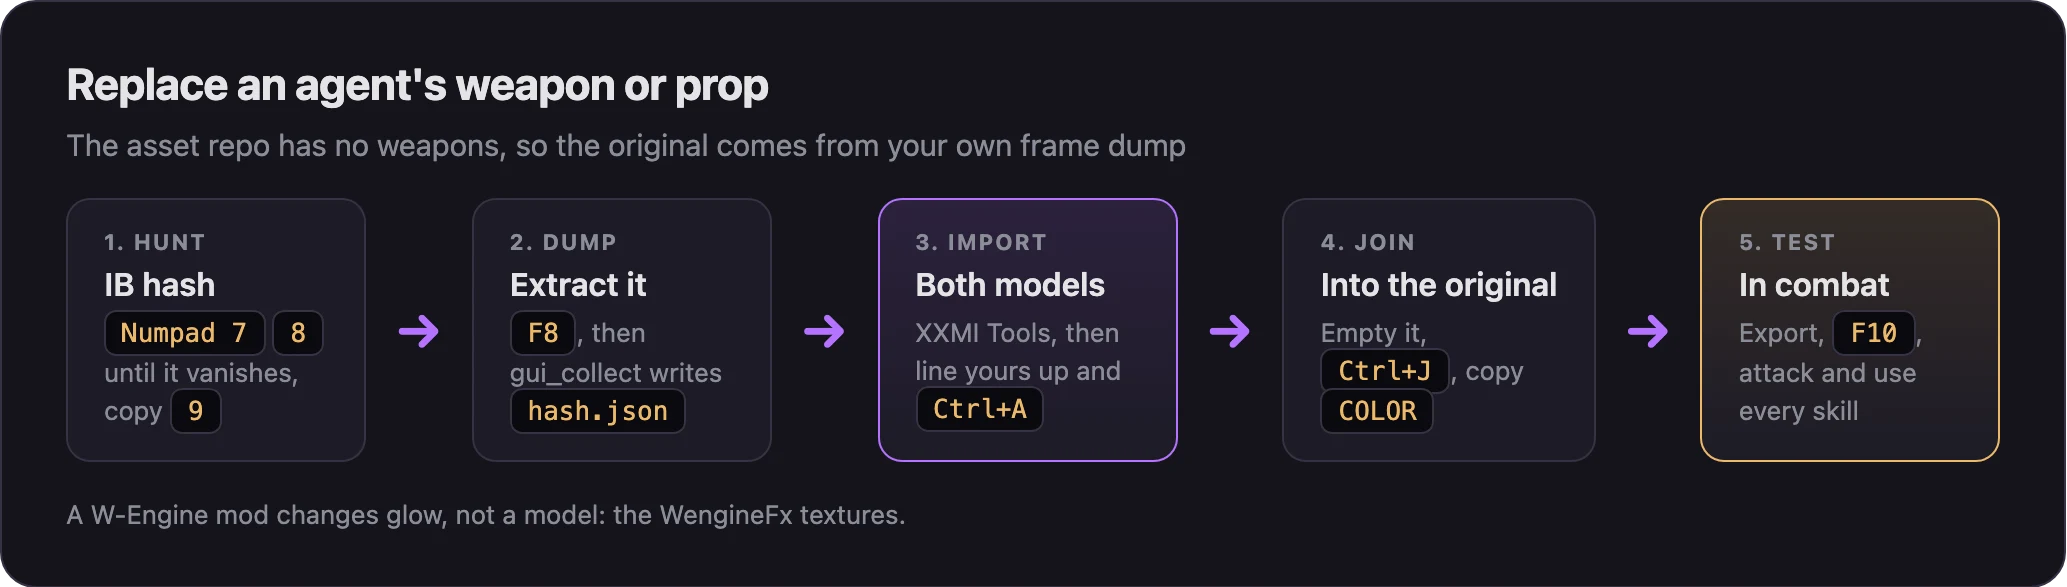 Replace an agent's weapon or prop
The asset repo has no weapons, so the original comes from your own frame dump
1. HUNT
IB hash
Numpad 7 8
until it vanishes,
copy 9
2. DUMP
Extract it
F8, then
gui_collect writes
hash.json
3. IMPORT
Both models
XXMI Tools, then
line yours up and
Ctrl+A
4. JOIN
Into the original
Empty it,
Ctrl+J, copy
COLOR
5. TEST
In combat
Export, F10,
attack and use
every skill
A W-Engine mod changes glow, not a model: the WengineFx textures.